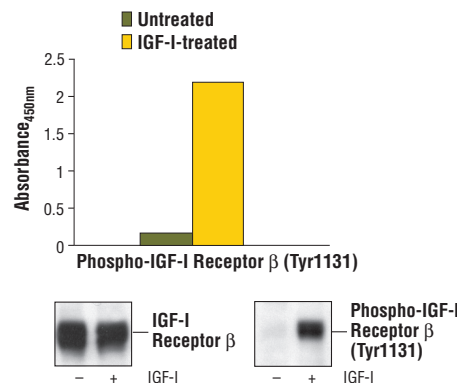 Untreated
IGF-I-treated
Absorbance450nm
2.5
2
1.5
1
0.5
0
Phospho-IGF-I Receptor β (Tyr1131)
IGF-I
Receptor β
– + IGF-I
Phospho-IGF-I
Receptor β
(Tyr1131)
– + IGF-I